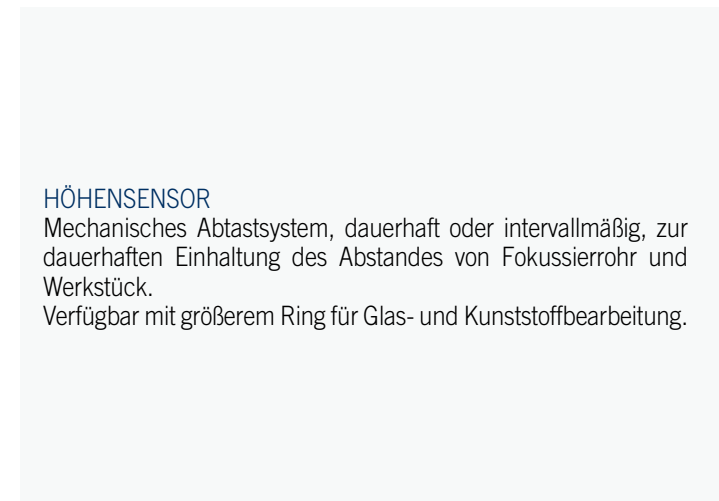 HÖHENSENSOR
Mechanisches Abtastsystem, dauerhaft oder intervallmäßig, zur
dauerhaften Einhaltung des Abstandes von Fokussierrohr und
Werkstück.
Verfügbar mit größerem Ring für Glas- und Kunststoffbearbeitung.